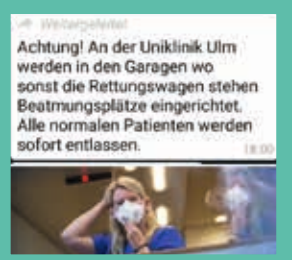 Weitergeleitet
Achtung! An der Uniklinik Ulm
werden in den Garagen wo
sonst die Rettungswagen stehen
Beatmungsplätze eingerichtet.
Alle normalen Patienten werden
sofort entlassen.
18:00